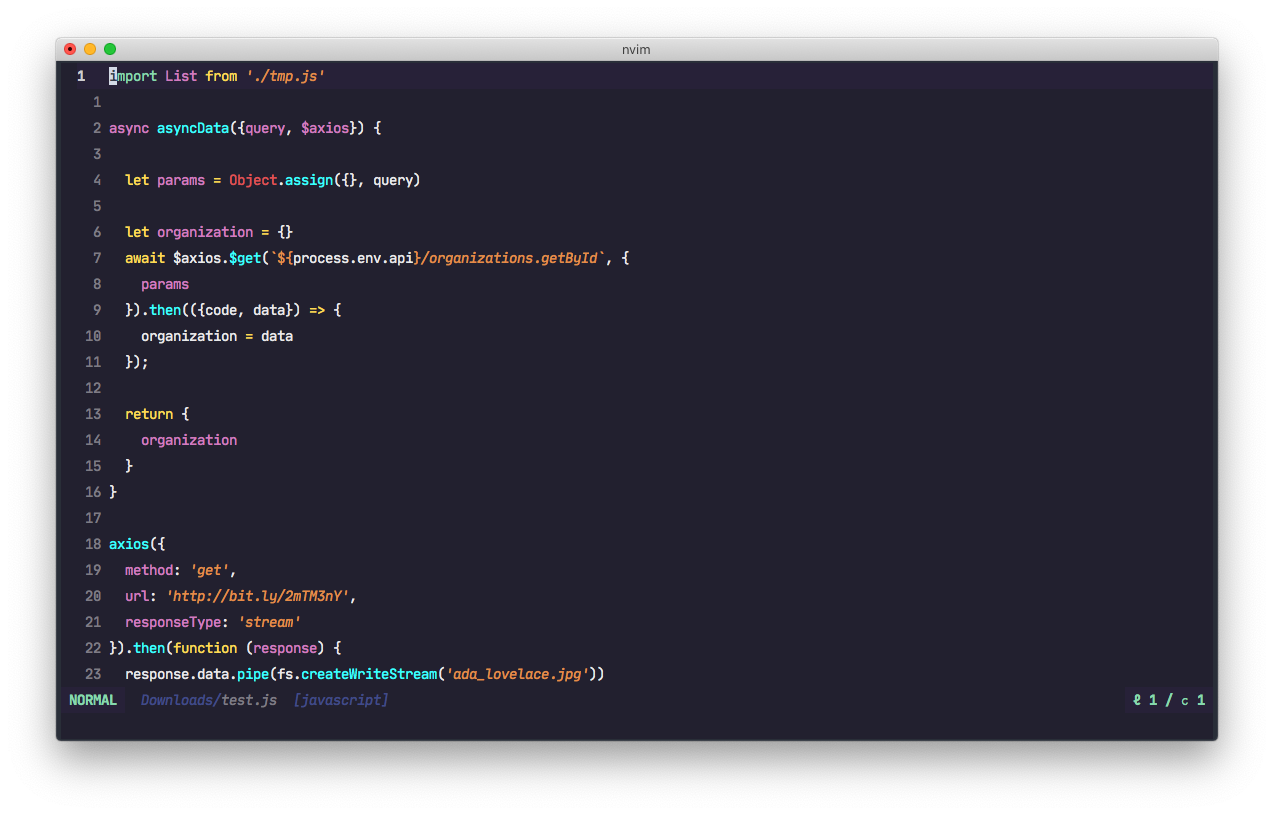 nvim
1 import List from './tmp.js'
1
2 async asyncData({query, $axios}) {
3
4   let params = Object.assign({}, query)
5
6   let organization = {}
7   await $axios.$get(`${process.env.api}/organizations.getById`, {
8     params
9   }).then(({code, data}) => {
10     organization = data
11   });
12
13   return {
14     organization
15   }
16 }
17
18 axios({
19   method: 'get',
20   url: 'http://bit.ly/2mTM3nY',
21   responseType: 'stream'
22 }).then(function (response) {
23   response.data.pipe(fs.createWriteStream('ada_lovelace.jpg'))
NORMAL Downloads/test.js [javascript] ℓ 1 / c 1